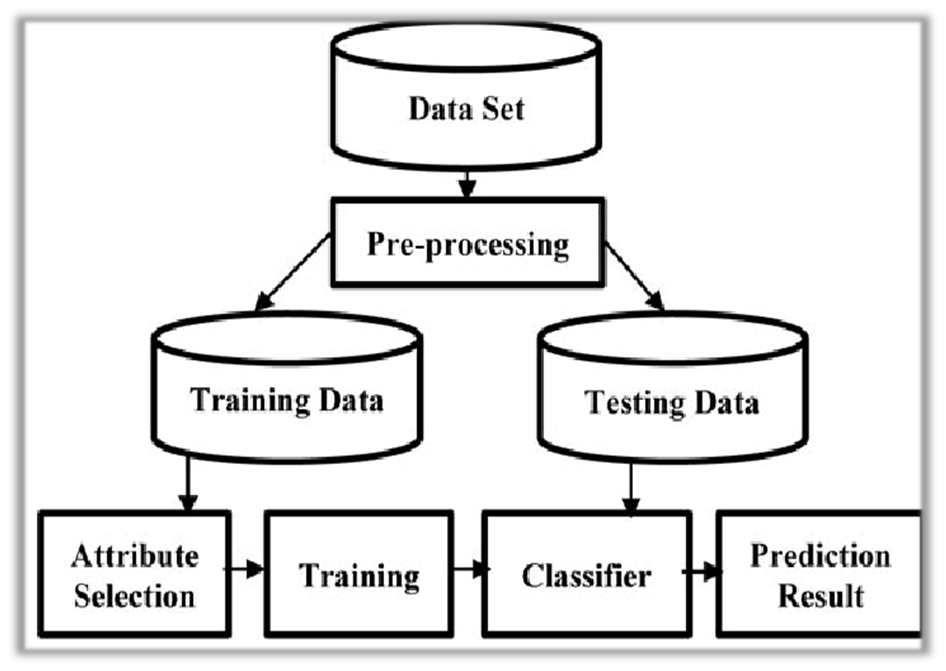 Data Set
Pre-processing
Training Data
Testing Data
Attribute
Selection
Training
Classifier
Prediction
Result